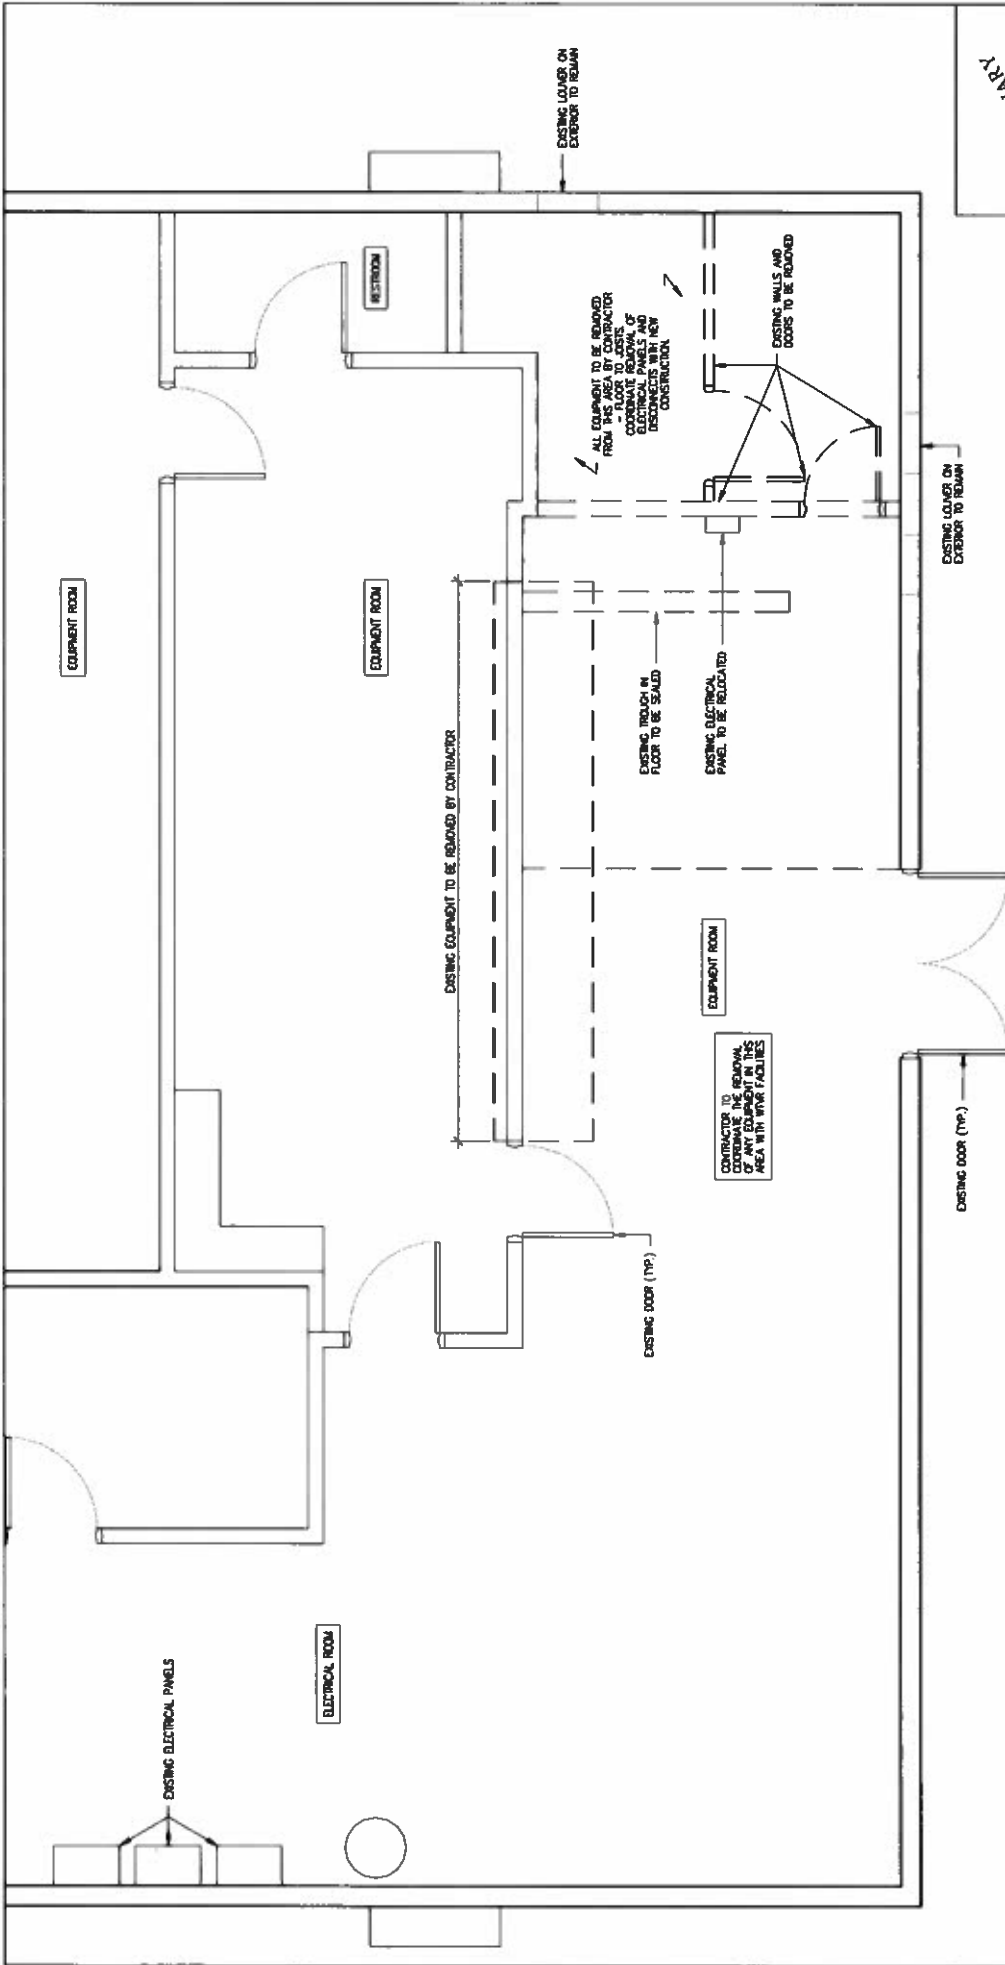 EXISTING ELECTRICAL PANELS
ELECTRICAL ROOM
EXISTING DOOR (TYP.)
EXISTING DOOR (TYP.)
CONTRACTOR TO
COORDINATE THE REMOVAL
OF ANY EQUIPMENT IN THIS
AREA WITH WTVR FACILITIES
EQUIPMENT ROOM
EXISTING EQUIPMENT TO BE REMOVED BY CONTRACTOR
EQUIPMENT ROOM
EQUIPMENT ROOM
EXISTING TROUGH IN
FLOOR TO BE SEALED
EXISTING ELECTRICAL
PANEL TO BE RELOCATED
RESTROOM
ALL EQUIPMENT TO BE REMOVED
FROM THIS AREA BY CONTRACTOR
- FLOOR TO JOISTS.
COORDINATE REMOVAL OF
ELECTRICAL PANELS AND
DISCONNECTS WITH NEW
CONSTRUCTION.
EXISTING WALLS AND
DOORS TO BE REMOVED
EXISTING LOUVER ON
EXTERIOR TO REMAIN
EXISTING LOUVER ON
EXTERIOR TO REMAIN